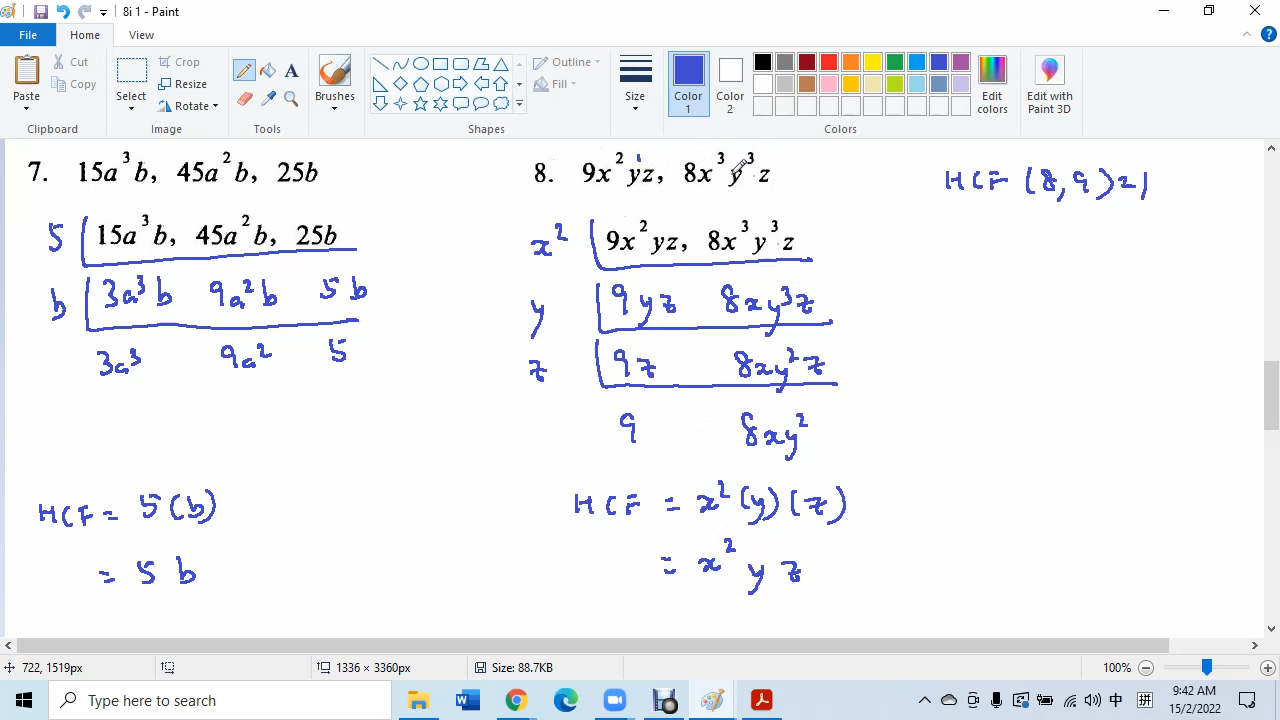 8i 1 - Paint
File Home View
Paste Cut Copy Clipboard
Select Crop Resize Rotate Image
Tools
Brushes
Outline Fill Shapes
Size
Color 1 Color 2 Edit colors Colors
Edit with Paint 3D
7. 15a³b, 45a²b, 25b
5 15a³b, 45a²b, 25b
b 3a³b 9a²b 5b
3a³ 9a² 5
HCF = 5(b)
= 5 b
8. 9x²y¹z, 8x³y³z
x² 9x²yz, 8x³y³z
y 9yz 8xy³z
z 9z 8xy²z
9 8xy²
HCF = x²(y)(z)
= x² y z
HCF (8,9)=1
722, 1519px 1336 × 3360px Size: 88.7KB 100%
Type here to search 中 拼 9:42 AM
15/2/2022